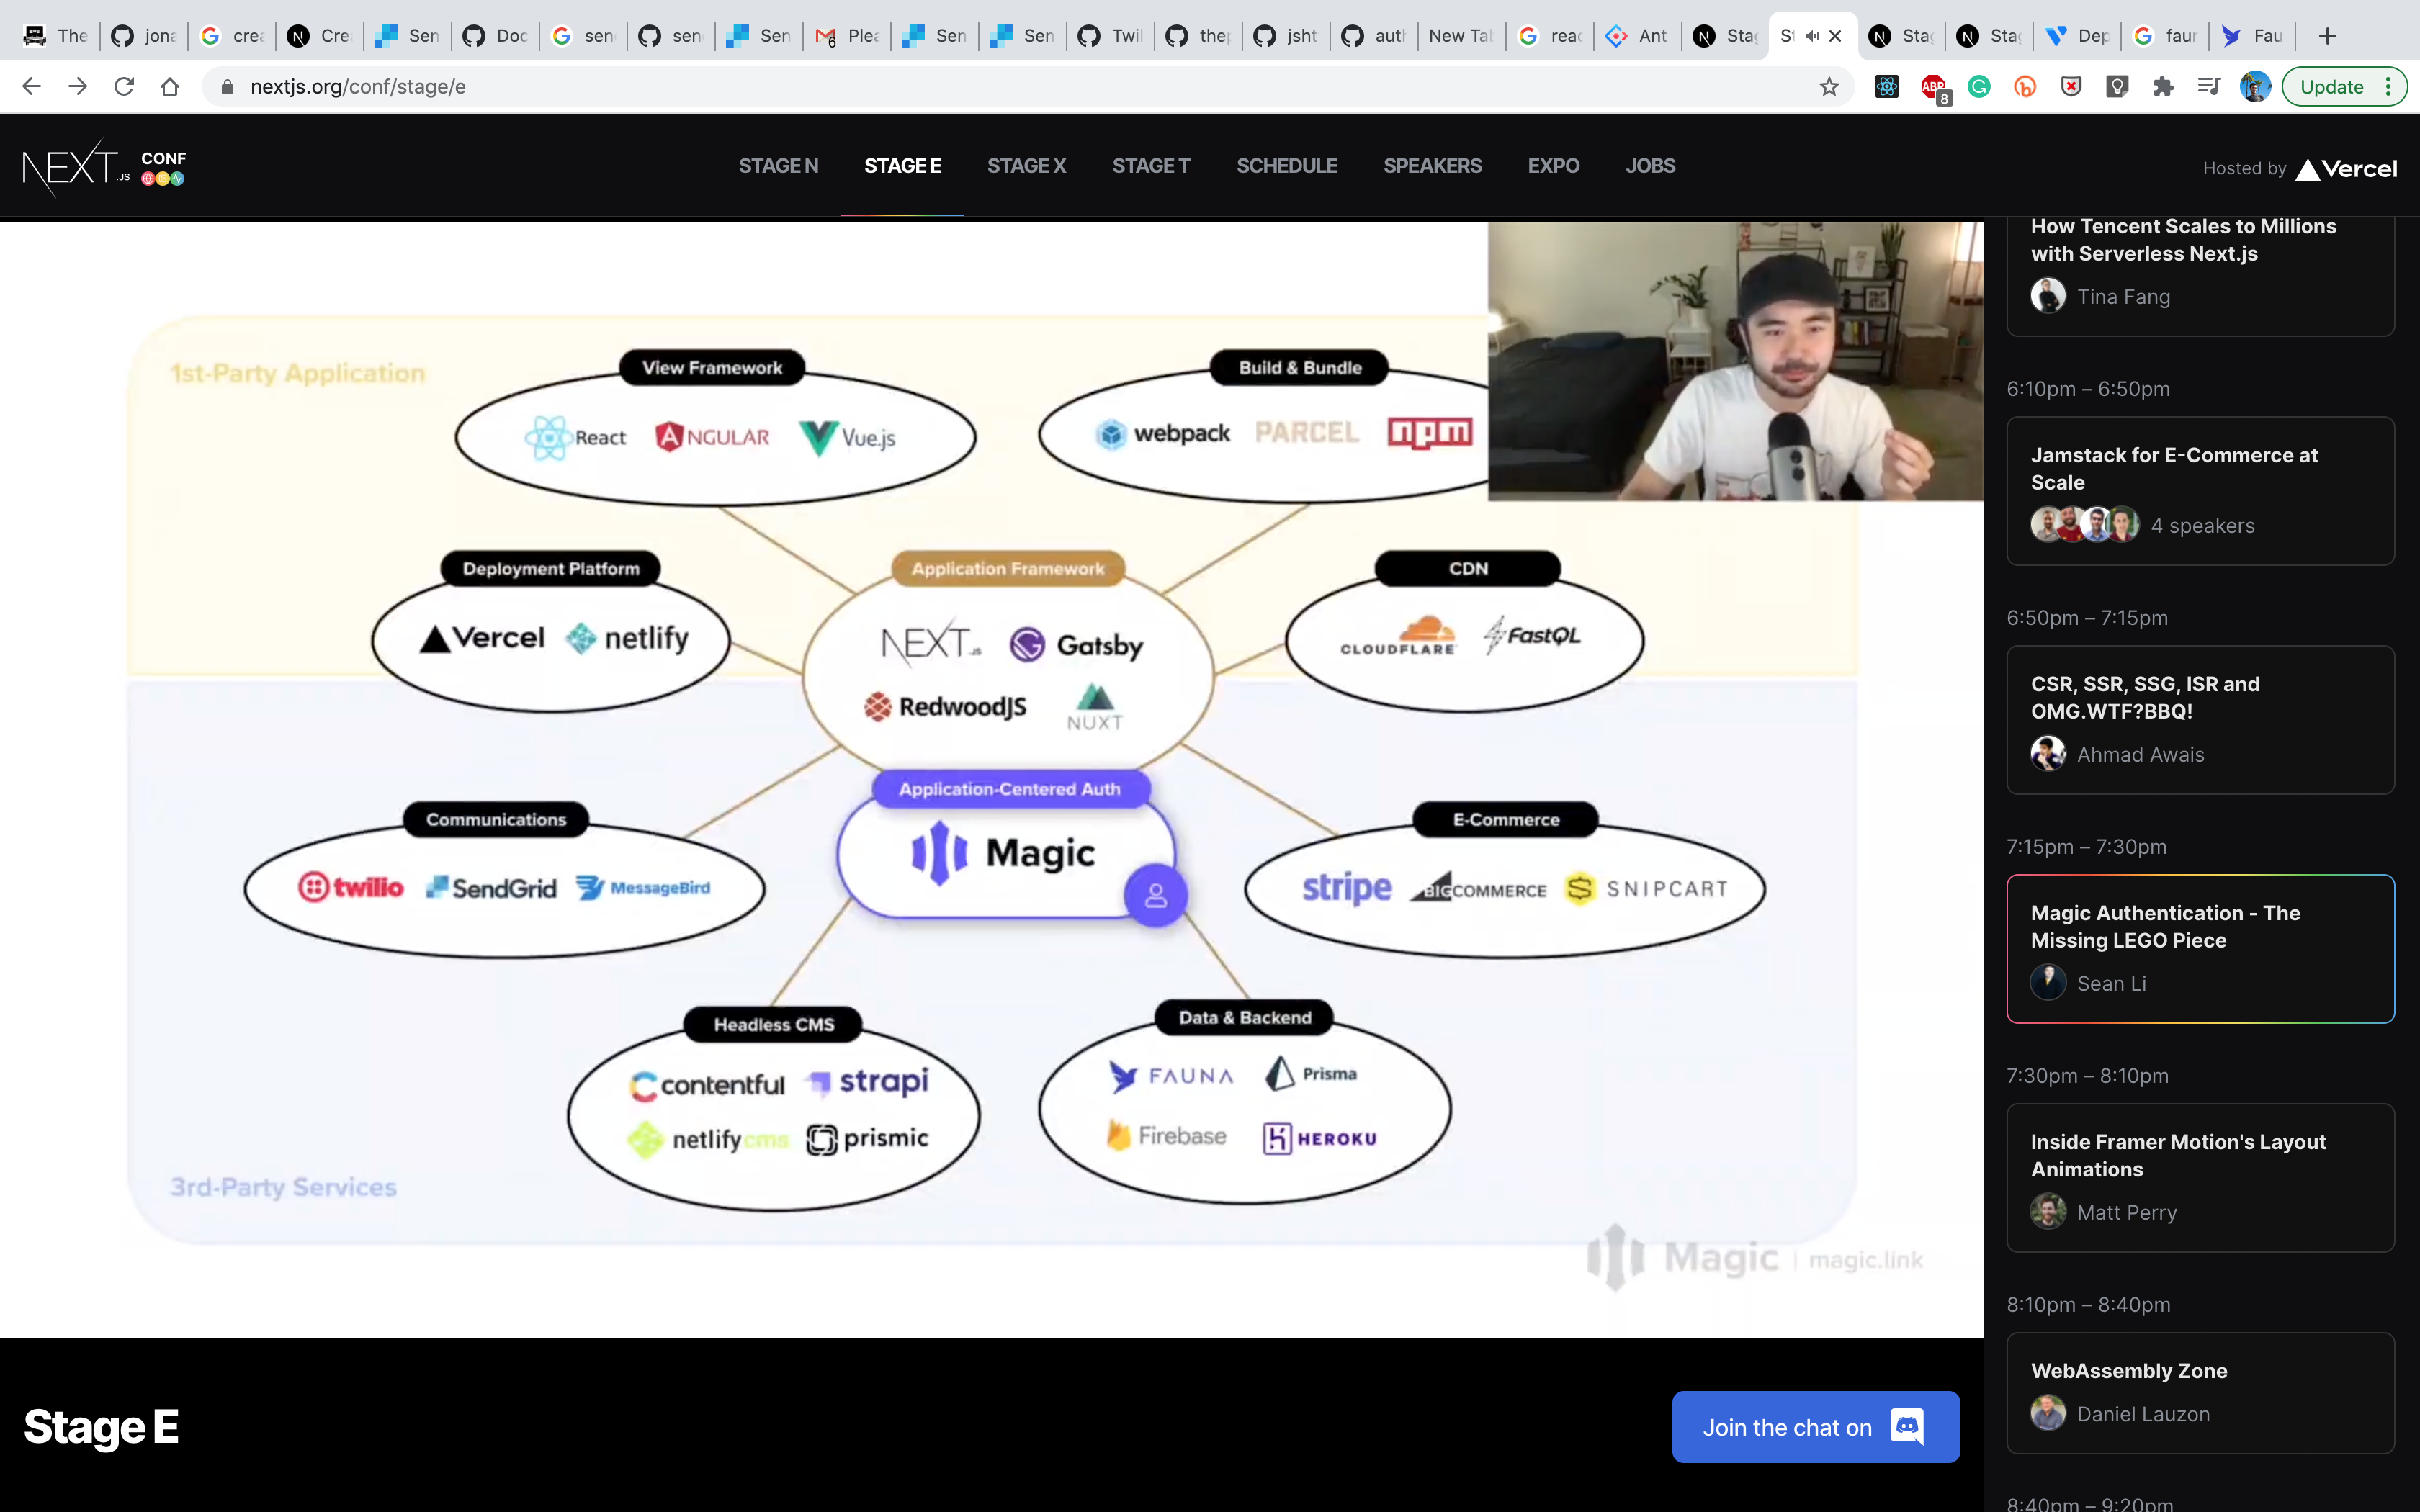 The
jona
crea
Cre
Sen
Doc
sen
sen
Sen
Plea
Sen
Sen
Twi
thep
jsht
auth
New Tab
reac
Ant
Stag
St
Stag
Stag
Dep
faun
Fau
nextjs.org/conf/stage/e
ABP
8
Update
NEXT.JS CONF
STAGE N
STAGE E
STAGE X
STAGE T
SCHEDULE
SPEAKERS
EXPO
JOBS
Hosted by Vercel
1st-Party Application
View Framework
React ANGULAR Vue.js
Build & Bundle
webpack PARCEL npm
Deployment Platform
Vercel netlify
Application Framework
NEXT.JS Gatsby
RedwoodJS NUXT
CDN
CLOUDFLARE FastQL
Communications
twilio SendGrid MessageBird
Application-Centered Auth
Magic
E-Commerce
stripe BIGCOMMERCE SNIPCART
Headless CMS
contentful strapi
netlifycms prismic
Data & Backend
FAUNA Prisma
Firebase HEROKU
3rd-Party Services
Magic | magic.link
How Tencent Scales to Millions
with Serverless Next.js
Tina Fang
6:10pm – 6:50pm
Jamstack for E-Commerce at
Scale
4 speakers
6:50pm – 7:15pm
CSR, SSR, SSG, ISR and
OMG.WTF?BBQ!
Ahmad Awais
7:15pm – 7:30pm
Magic Authentication - The
Missing LEGO Piece
Sean Li
7:30pm – 8:10pm
Inside Framer Motion's Layout
Animations
Matt Perry
8:10pm – 8:40pm
WebAssembly Zone
Daniel Lauzon
8:40pm – 9:20pm
Stage E
Join the chat on